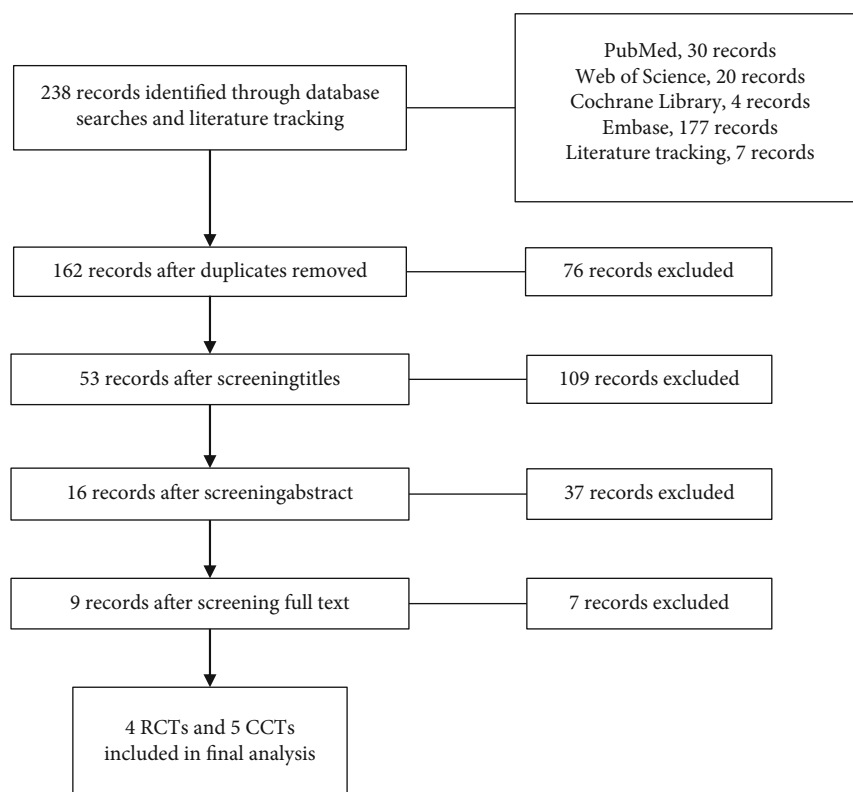 238 records identified through database
searches and literature tracking
PubMed, 30 records
Web of Science, 20 records
Cochrane Library, 4 records
Embase, 177 records
Literature tracking, 7 records
162 records after duplicates removed
76 records excluded
53 records after screeningtitles
109 records excluded
16 records after screeningabstract
37 records excluded
9 records after screening full text
7 records excluded
4 RCTs and 5 CCTs
included in final analysis